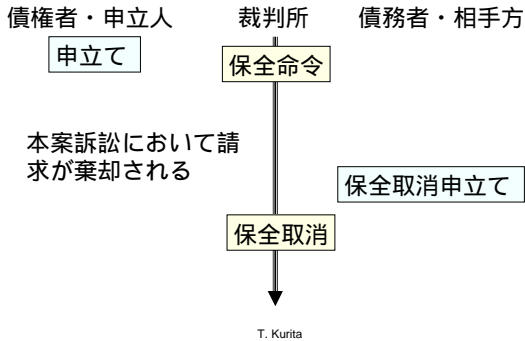 債権者・申立人
裁判所
債務者・相手方
申立て
保全命令
本案訴訟において請
求が棄却される
保全取消申立て
保全取消
T. Kurita